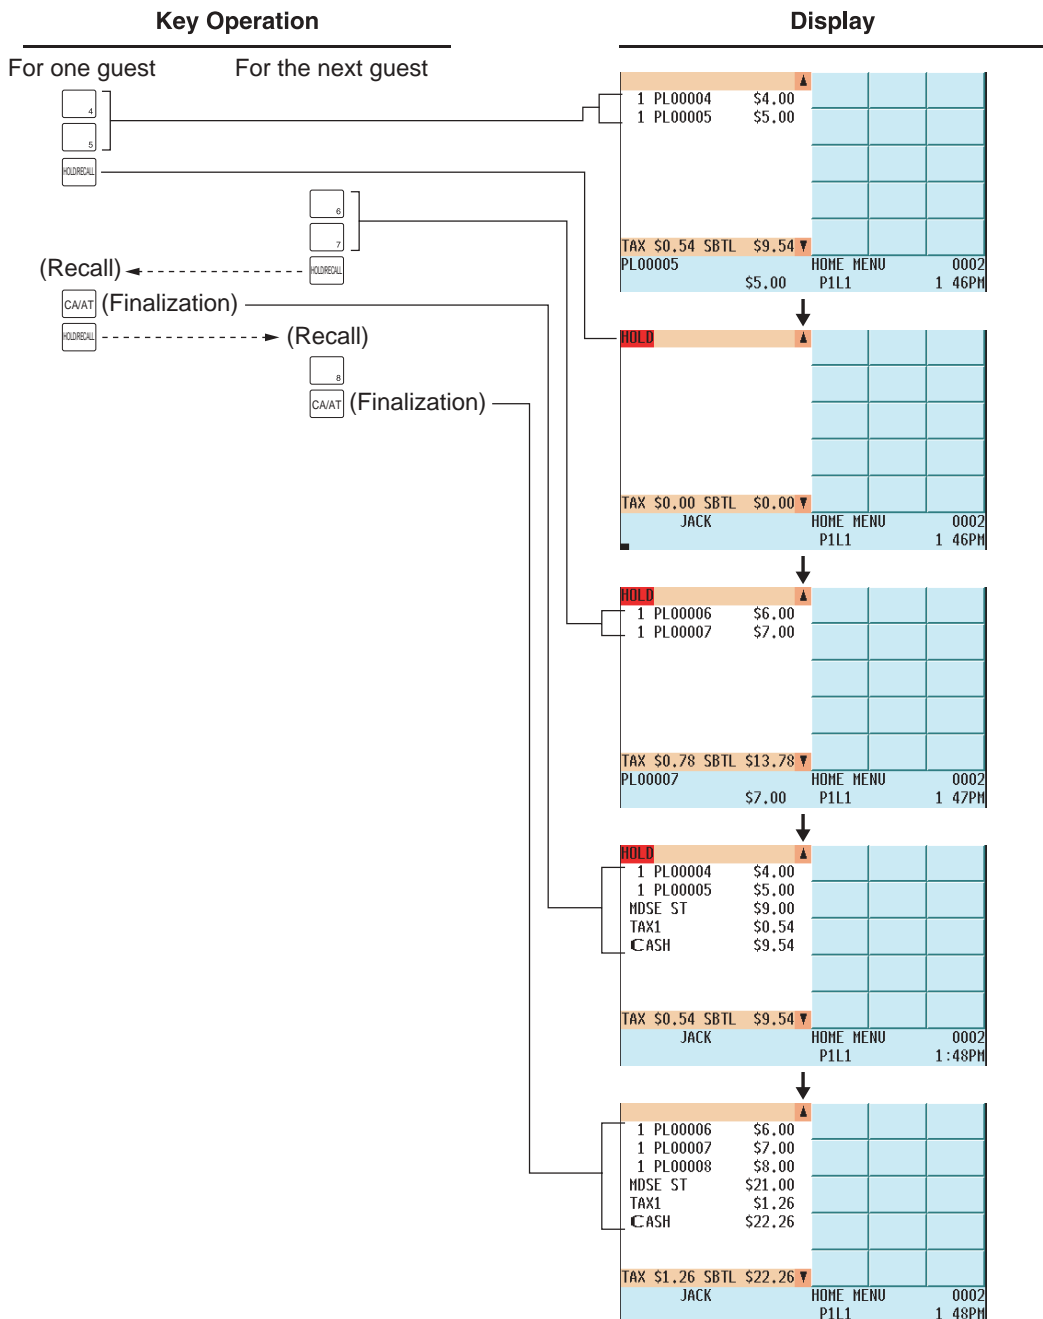 Key Operation
Display
For one guest
For the next guest
4
5
HOLD/RECALL
6
7
HOLD/RECALL
(Recall)
CA/AT (Finalization)
HOLD/RECALL
(Recall)
8
CA/AT (Finalization)
1 PL00004 $4.00
1 PL00005 $5.00
TAX $0.54 SBTL $9.54
PL00005 HOME MENU 0002
$5.00 P1L1 1 46PM
HOLD
TAX $0.00 SBTL $0.00
JACK HOME MENU 0002
P1L1 1 46PM
HOLD
1 PL00006 $6.00
1 PL00007 $7.00
TAX $0.78 SBTL $13.78
PL00007 HOME MENU 0002
$7.00 P1L1 1 47PM
HOLD
1 PL00004 $4.00
1 PL00005 $5.00
MDSE ST $9.00
TAX1 $0.54
CASH $9.54
TAX $0.54 SBTL $9.54
JACK HOME MENU 0002
P1L1 1:48PM
1 PL00006 $6.00
1 PL00007 $7.00
1 PL00008 $8.00
MDSE ST $21.00
TAX1 $1.26
CASH $22.26
TAX $1.26 SBTL $22.26
JACK HOME MENU 0002
P1L1 1 48PM